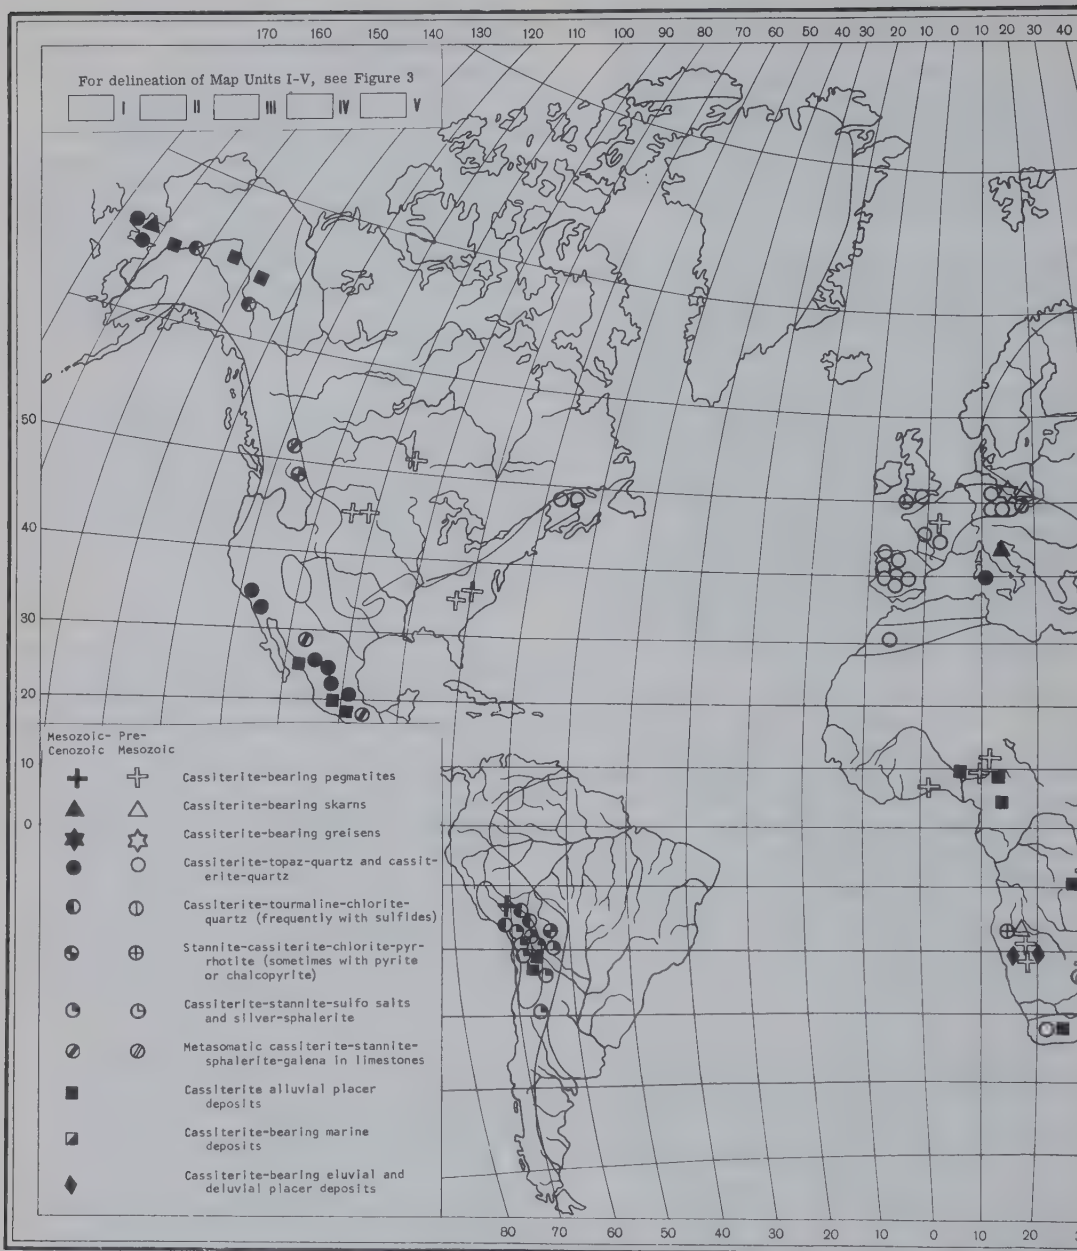 170 160 150 140 130 120 110 100 90 80 70 60 50 40 30 20 10 0 10 20 30 40
For delineation of Map Units I-V, see Figure 3
I II III IV V
50
40
30
20
10
0
Mesozoic- Pre-
Cenozoic Mesozoic
Cassiterite-bearing pegmatites
Cassiterite-bearing skarns
Cassiterite-bearing greisens
Cassiterite-topaz-quartz and cassit-
erite-quartz
Cassiterite-tourmaline-chlorite-
quartz (frequently with sulfides)
Stannite-cassiterite-chlorite-pyr-
rhotite (sometimes with pyrite
or chalcopyrite)
Cassiterite-stannite-sulfo salts
and silver-sphalerite
Metasomatic cassiterite-stannite-
sphalerite-galena in limestones
Cassiterite alluvial placer
deposits
Cassiterite-bearing marine
deposits
Cassiterite-bearing eluvial and
deluvial placer deposits
80 70 60 50 40 30 20 10 0 10 20